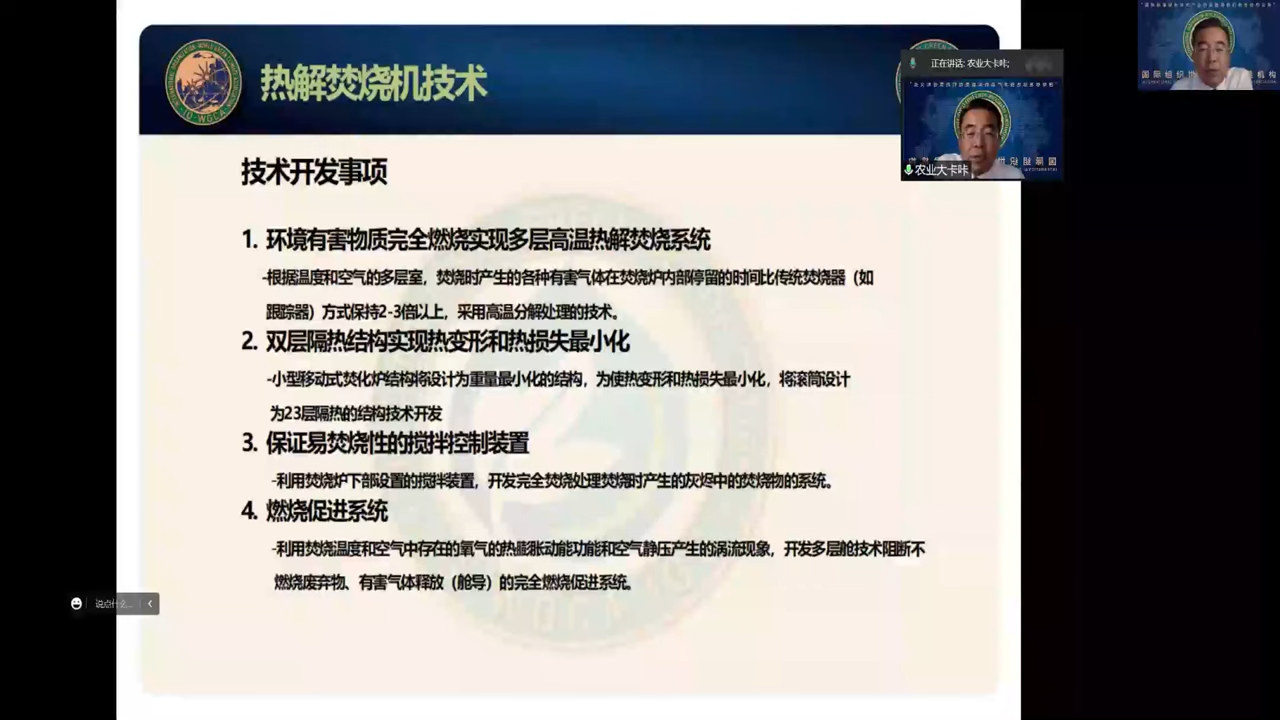 热解焚烧机技术
IO-WGCA
正在讲话: 农业大卡咔;
农业大卡咔
技术开发事项
1. 环境有害物质完全燃烧实现多层高温热解焚烧系统
-根据温度和空气的多层室，焚烧时产生的各种有害气体在焚烧炉内部停留的时间比传统焚烧器（如
跟踪器）方式保持2-3倍以上，采用高温分解处理的技术。
2. 双层隔热结构实现热变形和热损失最小化
-小型移动式焚化炉结构将设计为重量最小化的结构，为使热变形和热损失最小化，将滚筒设计
为23层隔热的结构技术开发
3. 保证易焚烧性的搅拌控制装置
-利用焚烧炉下部设置的搅拌装置，开发完全焚烧处理焚烧时产生的灰烬中的焚烧物的系统。
4. 燃烧促进系统
-利用焚烧温度和空气中存在的氧气的热膨胀动能功能和空气静压产生的涡流现象，开发多层舱技术阻断不
燃烧废弃物、有害气体释放（舱导）的完全燃烧促进系统。
说点什么...
国际组织世
机构